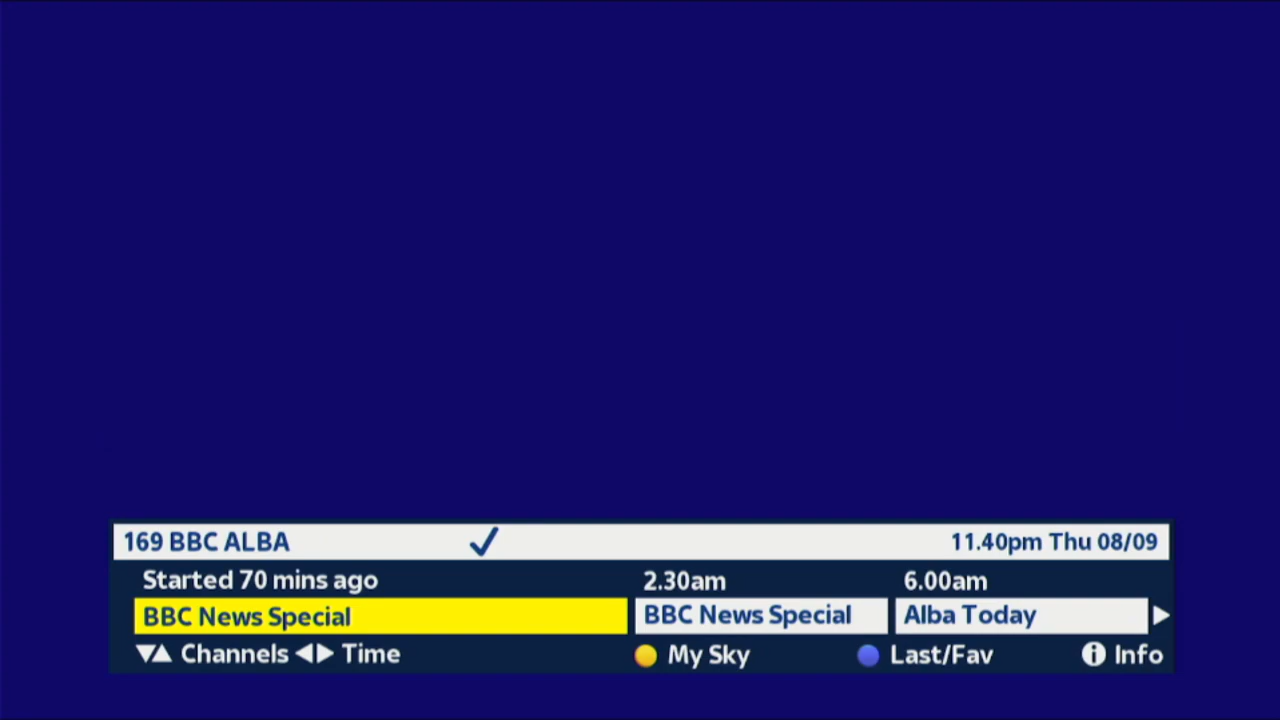 169 BBC ALBA 11.40pm Thu 08/09
Started 70 mins ago 2.30am 6.00am
BBC News Special BBC News Special Alba Today
Channels Time My Sky Last/Fav i Info